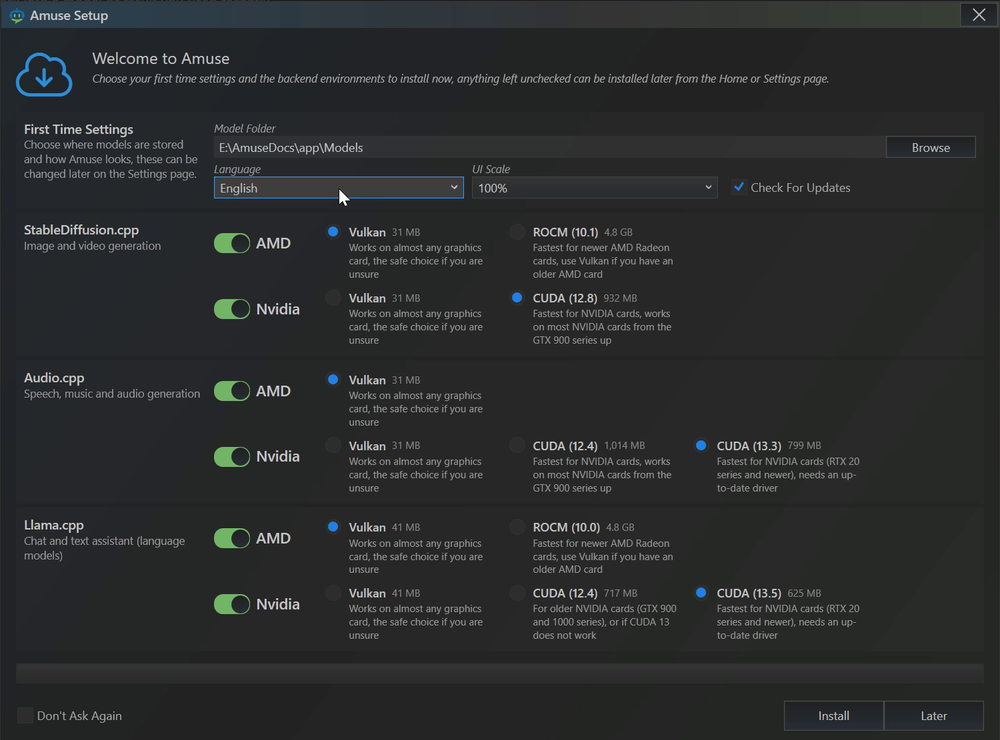 Amuse Setup
Welcome to Amuse
Choose your first time settings and the backend environments to install now, anything left unchecked can be installed later from the Home or Settings page.
First Time Settings
Choose where models are stored
and how Amuse looks, these can be
changed later on the Settings page.
Model Folder
E:\AmuseDocs\app\Models
Browse
Language
English
UI Scale
100%
Check For Updates
StableDiffusion.cpp
Image and video generation
AMD
Vulkan 31 MB
Works on almost any graphics
card, the safe choice if you are
unsure
ROCM (10.1) 4.8 GB
Fastest for newer AMD Radeon
cards, use Vulkan if you have an
older AMD card
Nvidia
Vulkan 31 MB
Works on almost any graphics
card, the safe choice if you are
unsure
CUDA (12.8) 932 MB
Fastest for NVIDIA cards, works
on most NVIDIA cards from the
GTX 900 series up
Audio.cpp
Speech, music and audio generation
AMD
Vulkan 31 MB
Works on almost any graphics
card, the safe choice if you are
unsure
Nvidia
Vulkan 31 MB
Works on almost any graphics
card, the safe choice if you are
unsure
CUDA (12.4) 1,014 MB
Fastest for NVIDIA cards, works
on most NVIDIA cards from the
GTX 900 series up
CUDA (13.3) 799 MB
Fastest for NVIDIA cards (RTX 20
series and newer), needs an up-
to-date driver
Llama.cpp
Chat and text assistant (language
models)
AMD
Vulkan 41 MB
Works on almost any graphics
card, the safe choice if you are
unsure
ROCM (10.0) 4.8 GB
Fastest for newer AMD Radeon
cards, use Vulkan if you have an
older AMD card
Nvidia
Vulkan 41 MB
Works on almost any graphics
card, the safe choice if you are
unsure
CUDA (12.4) 717 MB
For older NVIDIA cards (GTX 900
and 1000 series), or if CUDA 13
does not work
CUDA (13.5) 625 MB
Fastest for NVIDIA cards (RTX 20
series and newer), needs an up-
to-date driver
Don't Ask Again
Install
Later